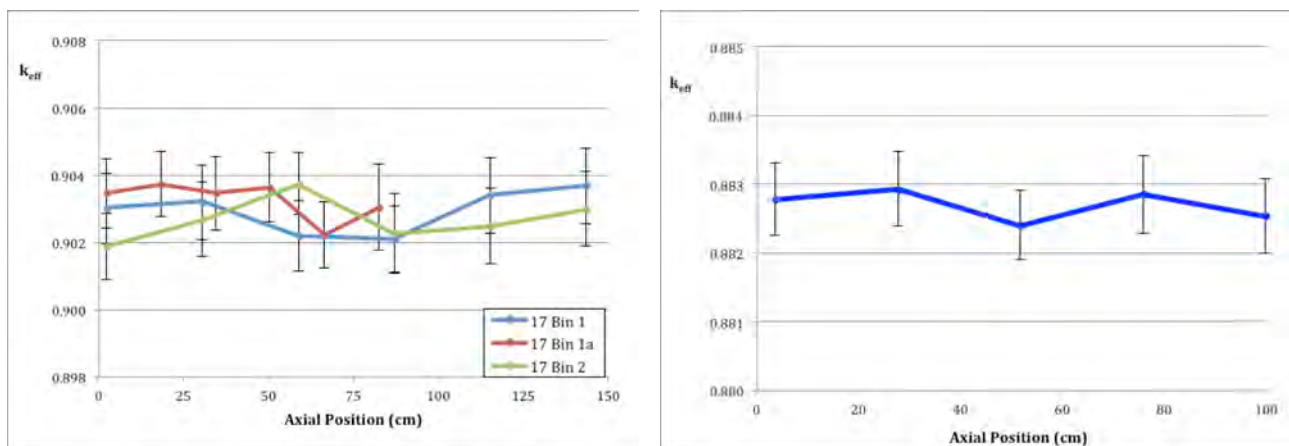 0.908
k_eff
0.906
0.904
0.902
0.900
0.898
17 Bin 1
17 Bin 1a
17 Bin 2
0 25 50 75 100 125 150
Axial Position (cm)
0.885
k_eff
0.884
0.883
0.882
0.881
0.880
0 20 40 60 80 100
Axial Position (cm)